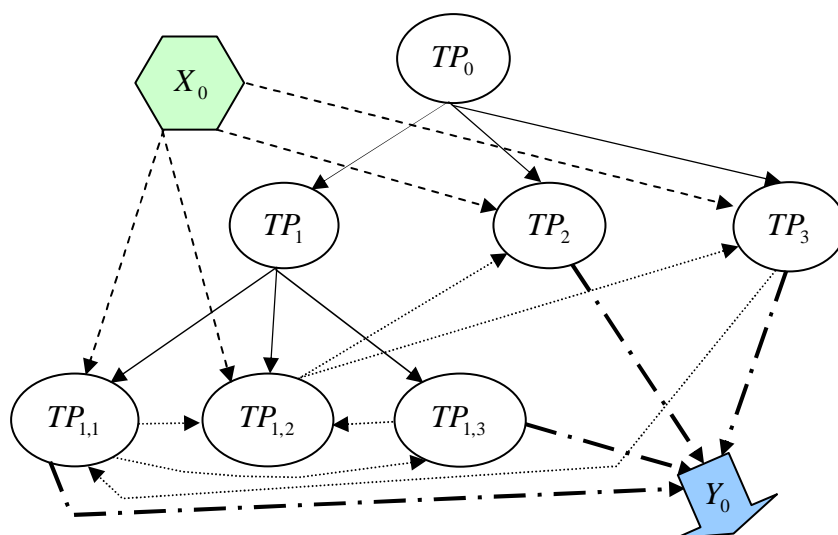 TP₀
X₀
TP₁
TP₂
TP₃
TP₁,₁
TP₁,₂
TP₁,₃
Y₀